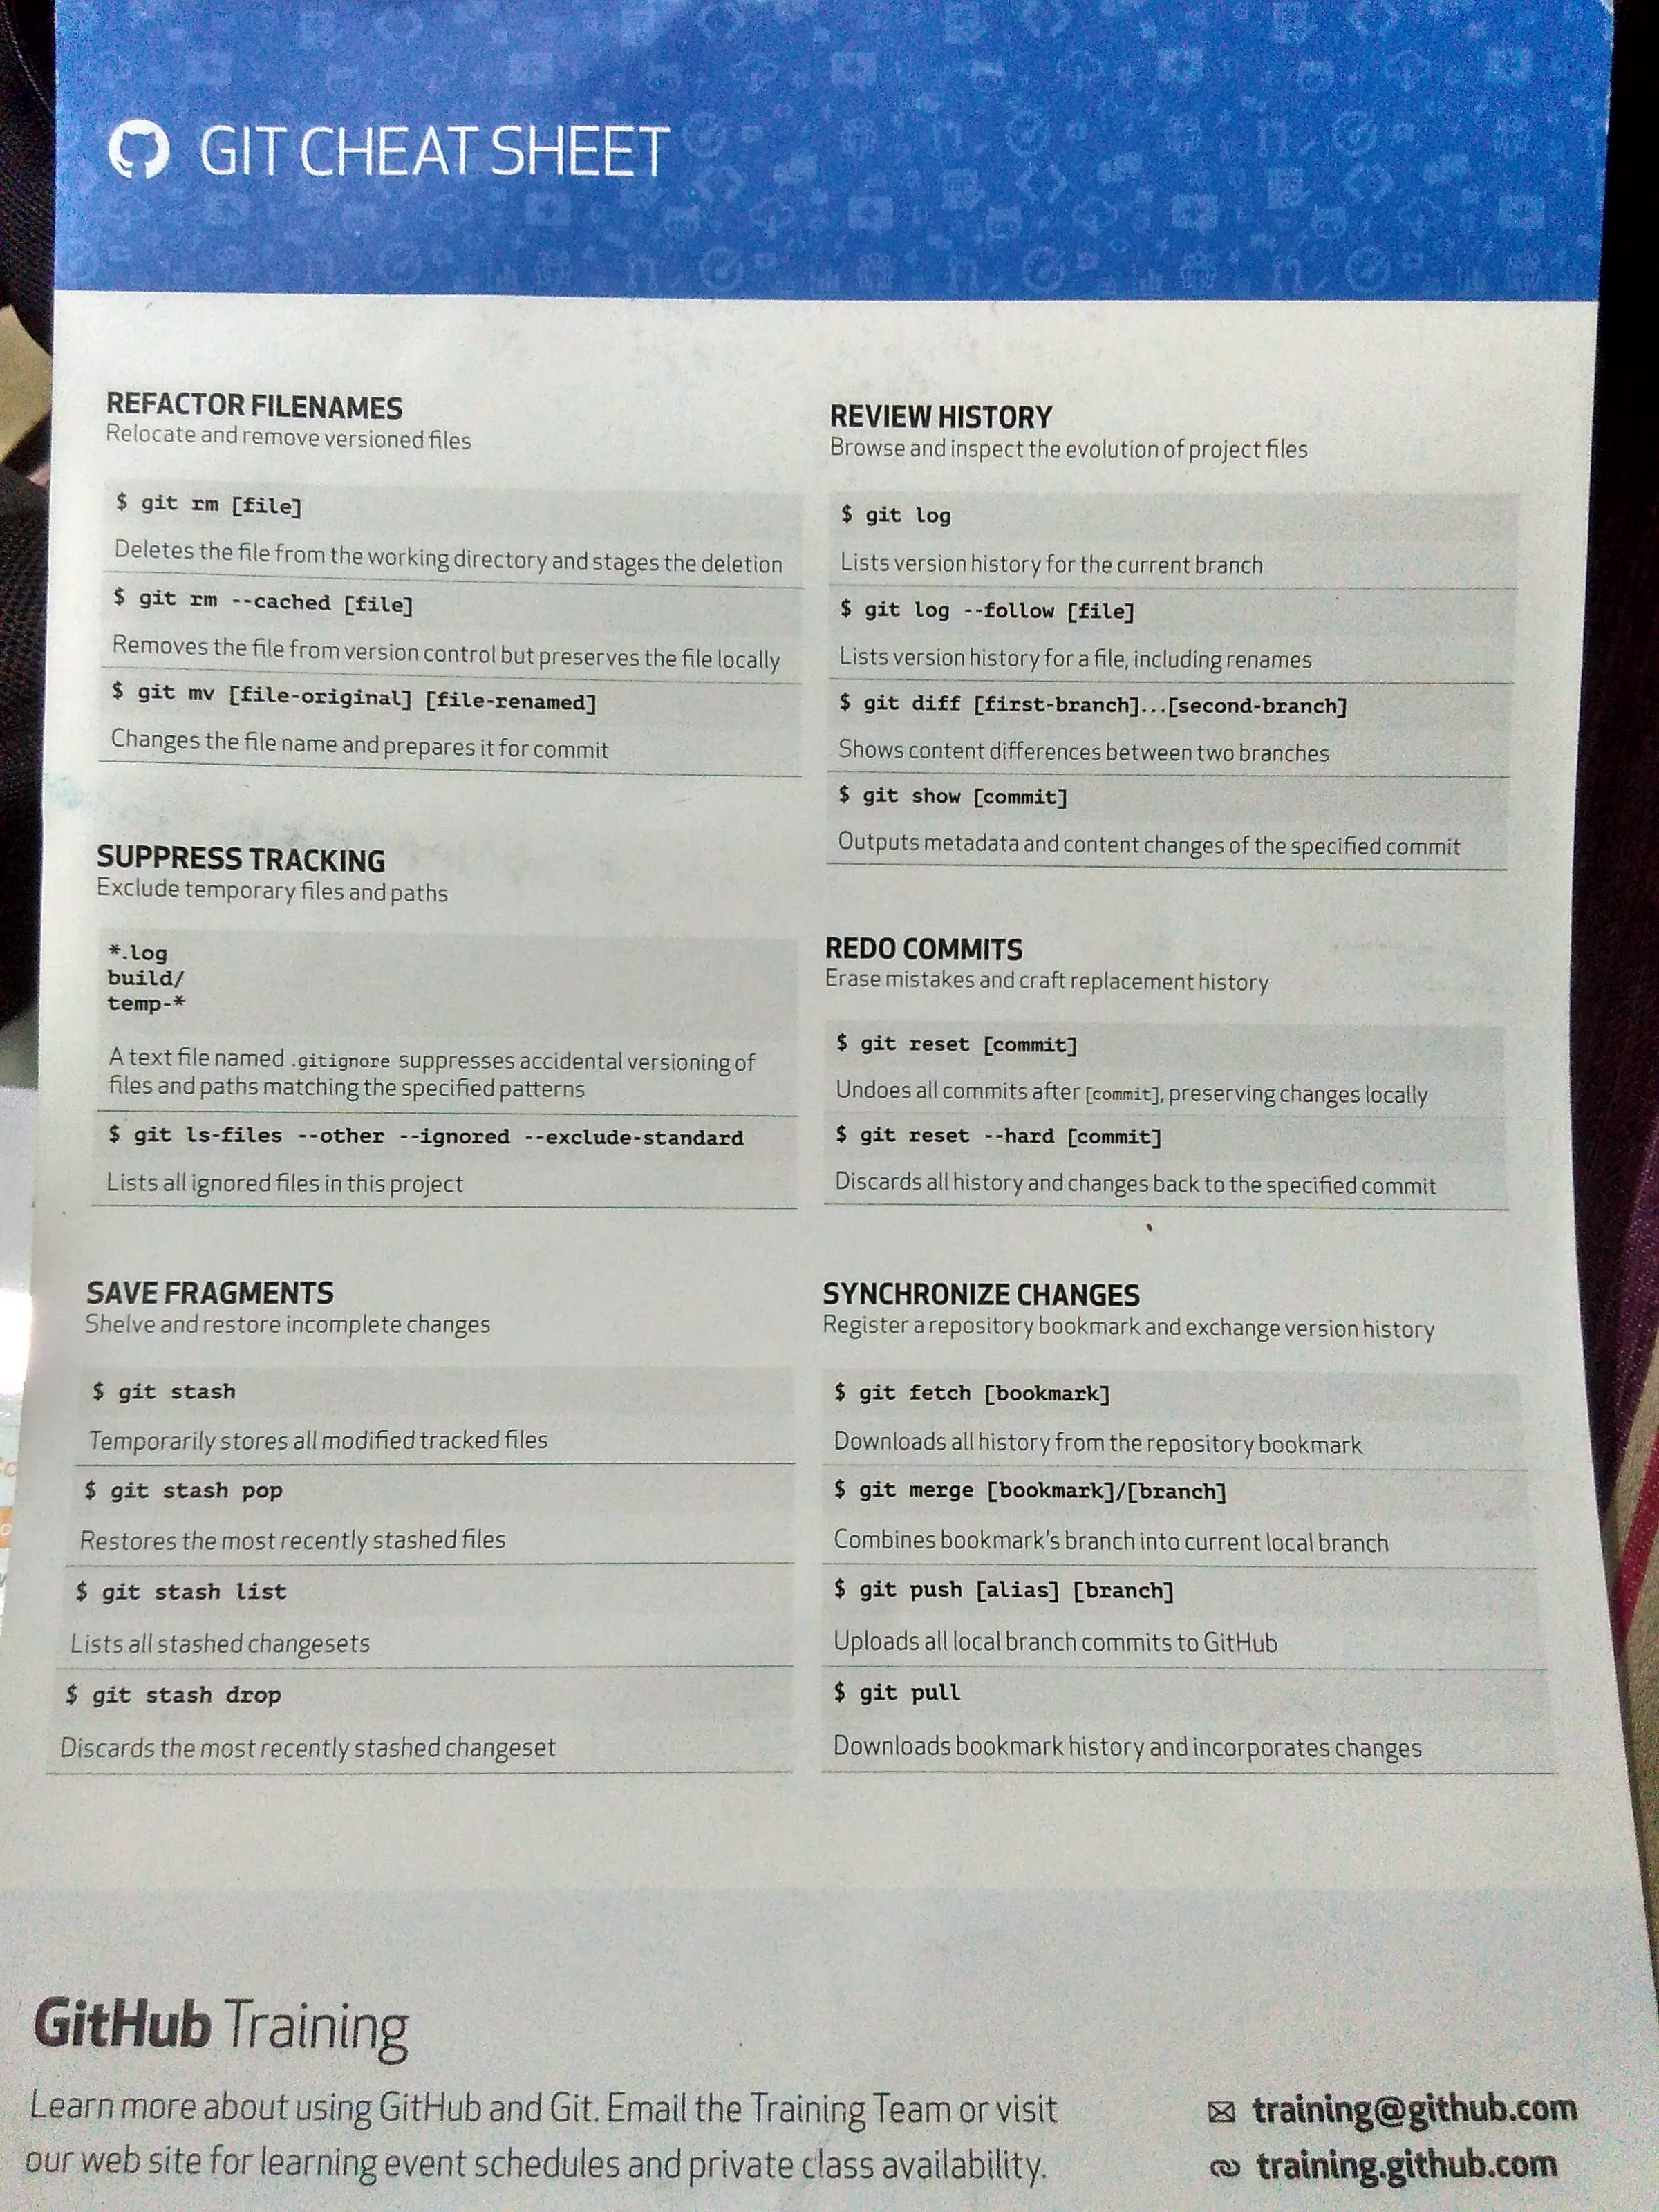 GIT CHEAT SHEET
REFACTOR FILENAMES
Relocate and remove versioned files
$ git rm [file]
Deletes the file from the working directory and stages the deletion
$ git rm --cached [file]
Removes the file from version control but preserves the file locally
$ git mv [file-original] [file-renamed]
Changes the file name and prepares it for commit
SUPPRESS TRACKING
Exclude temporary files and paths
*.log
build/
temp-*
A text file named .gitignore suppresses accidental versioning of
files and paths matching the specified patterns
$ git ls-files --other --ignored --exclude-standard
Lists all ignored files in this project
SAVE FRAGMENTS
Shelve and restore incomplete changes
$ git stash
Temporarily stores all modified tracked files
$ git stash pop
Restores the most recently stashed files
$ git stash list
Lists all stashed changesets
$ git stash drop
Discards the most recently stashed changeset
REVIEW HISTORY
Browse and inspect the evolution of project files
$ git log
Lists version history for the current branch
$ git log --follow [file]
Lists version history for a file, including renames
$ git diff [first-branch]...[second-branch]
Shows content differences between two branches
$ git show [commit]
Outputs metadata and content changes of the specified commit
REDO COMMITS
Erase mistakes and craft replacement history
$ git reset [commit]
Undoes all commits after [commit], preserving changes locally
$ git reset --hard [commit]
Discards all history and changes back to the specified commit
SYNCHRONIZE CHANGES
Register a repository bookmark and exchange version history
$ git fetch [bookmark]
Downloads all history from the repository bookmark
$ git merge [bookmark]/[branch]
Combines bookmark's branch into current local branch
$ git push [alias] [branch]
Uploads all local branch commits to GitHub
$ git pull
Downloads bookmark history and incorporates changes
GitHub Training
Learn more about using GitHub and Git. Email the Training Team or visit
our web site for learning event schedules and private class availability.
training@github.com
training.github.com